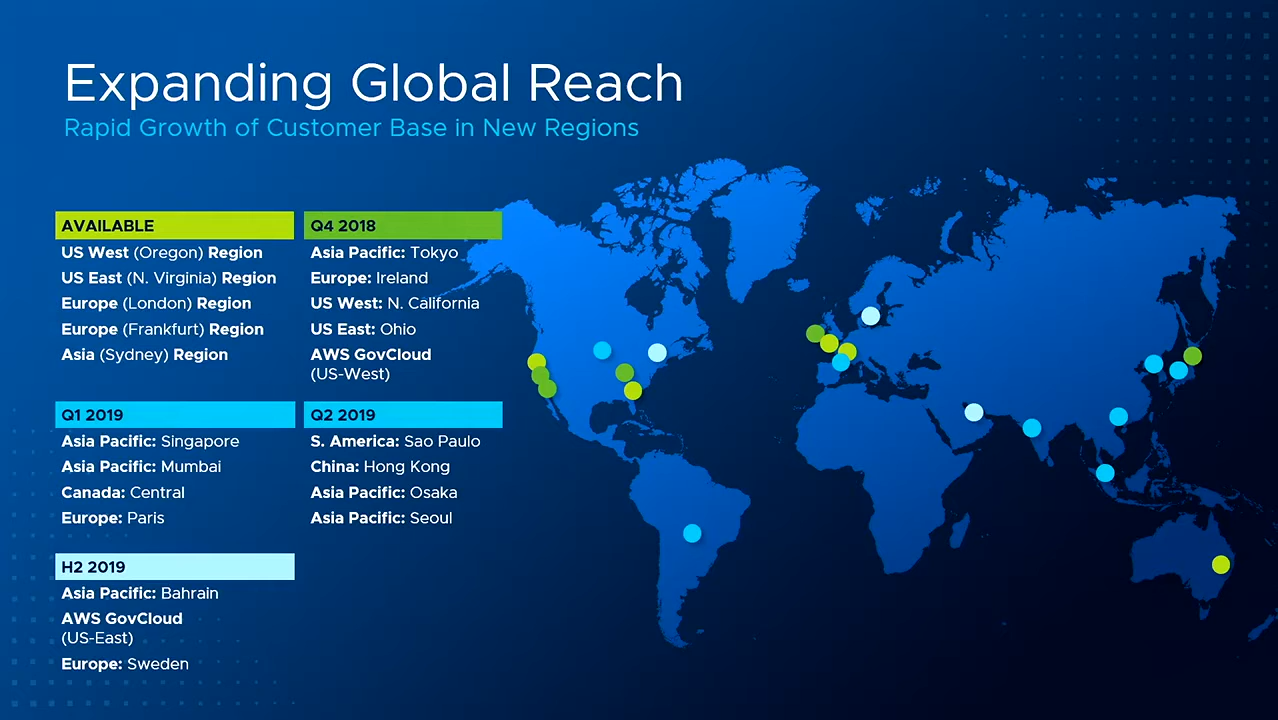 Expanding Global Reach
Rapid Growth of Customer Base in New Regions
AVAILABLE
US West (Oregon) Region
US East (N. Virginia) Region
Europe (London) Region
Europe (Frankfurt) Region
Asia (Sydney) Region
Q4 2018
Asia Pacific: Tokyo
Europe: Ireland
US West: N. California
US East: Ohio
AWS GovCloud
(US-West)
Q1 2019
Asia Pacific: Singapore
Asia Pacific: Mumbai
Canada: Central
Europe: Paris
Q2 2019
S. America: Sao Paulo
China: Hong Kong
Asia Pacific: Osaka
Asia Pacific: Seoul
H2 2019
Asia Pacific: Bahrain
AWS GovCloud
(US-East)
Europe: Sweden